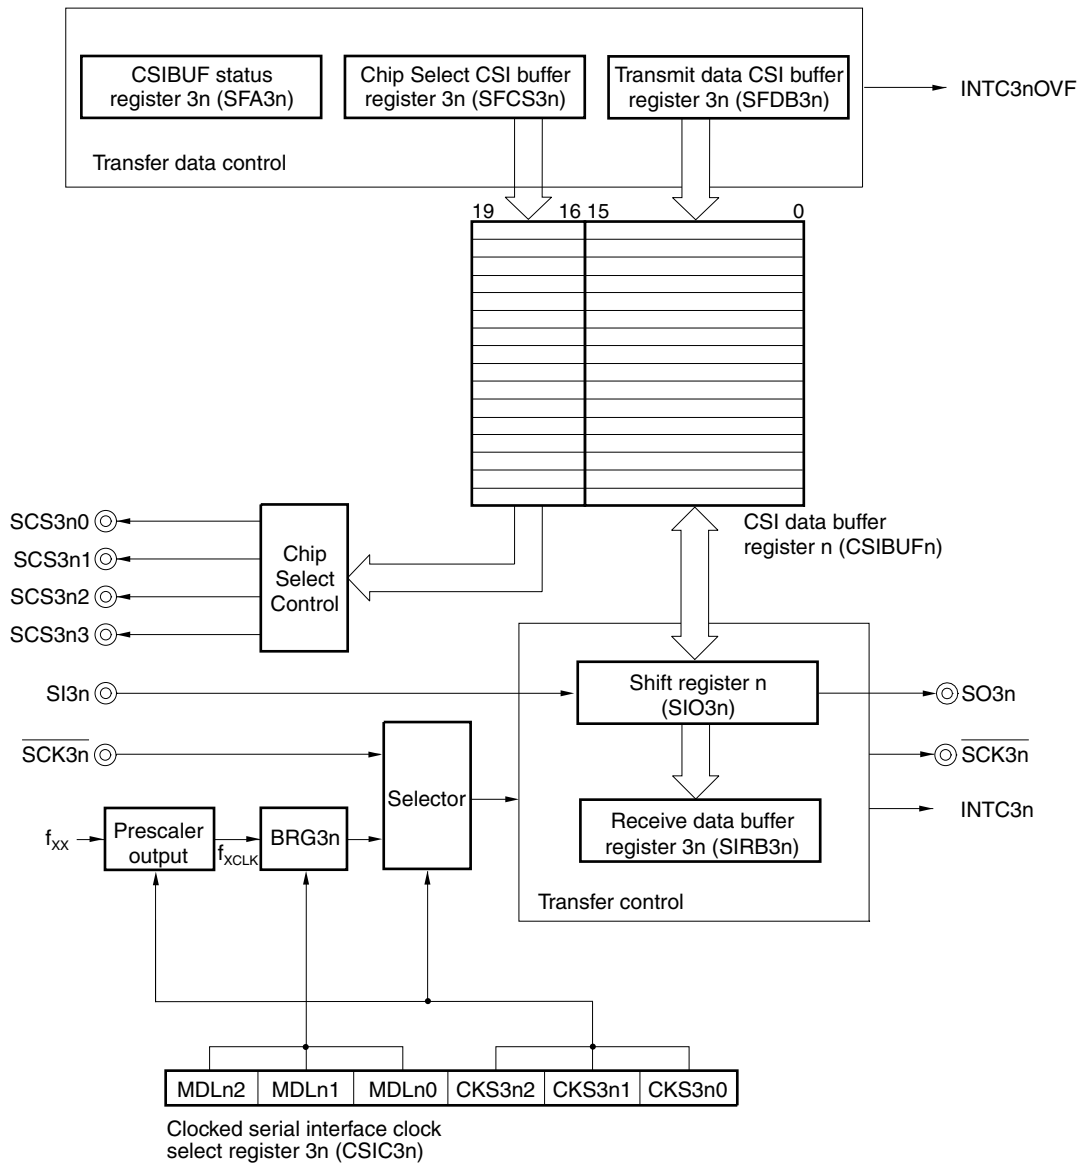 CSIBUF status
register 3n (SFA3n)
Chip Select CSI buffer
register 3n (SFCS3n)
Transmit data CSI buffer
register 3n (SFDB3n)
INTC3nOVF
Transfer data control
19
16
15
0
SCS3n0
SCS3n1
SCS3n2
SCS3n3
Chip
Select
Control
CSI data buffer
register n (CSIBUFn)
SI3n
Shift register n
(SIO3n)
SO3n
SCK3n
Selector
SCK3n
fXX
Prescaler
output
fXCLK
BRG3n
Receive data buffer
register 3n (SIRB3n)
INTC3n
Transfer control
MDLn2
MDLn1
MDLn0
CKS3n2
CKS3n1
CKS3n0
Clocked serial interface clock
select register 3n (CSIC3n)